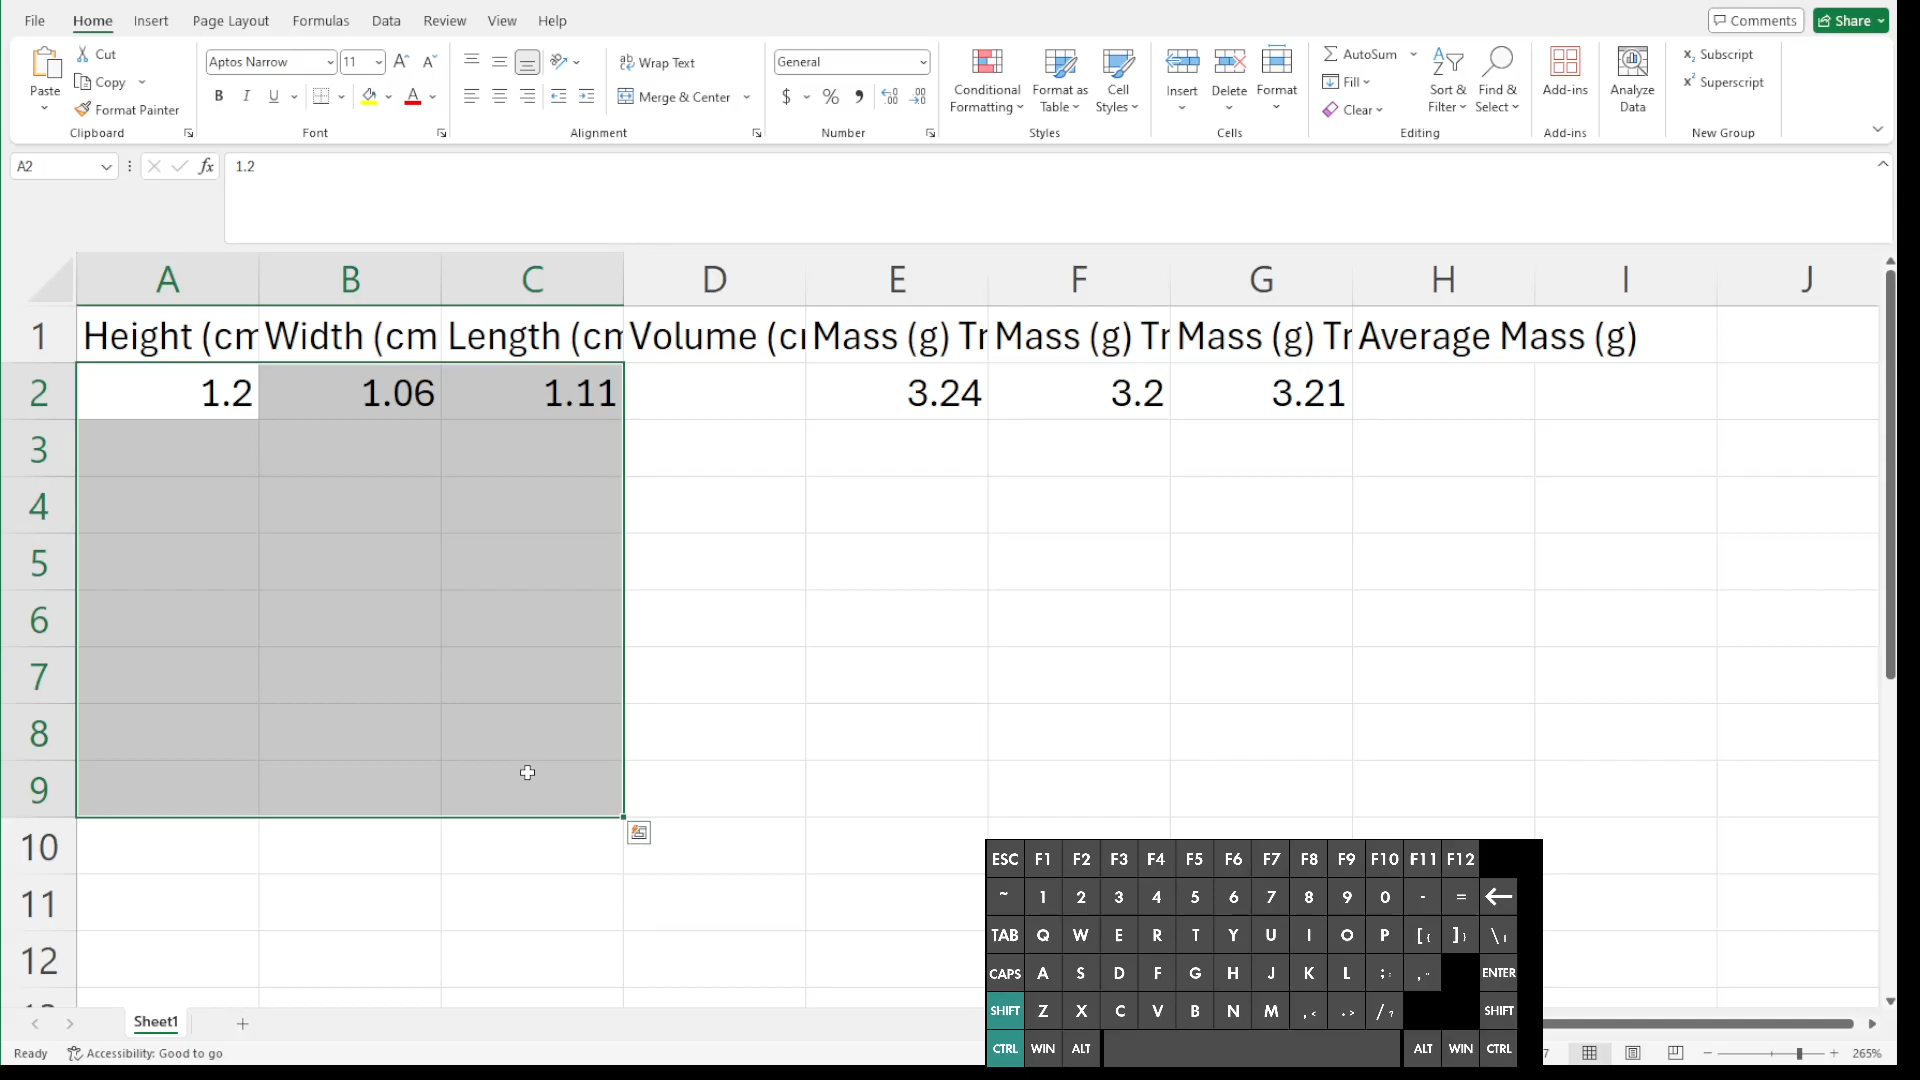 File Home Insert Page Layout Formulas Data Review View Help Comments Share
Paste Cut Copy Format Painter
Clipboard
Aptos Narrow 11 A A
B I U A
Font
Wrap Text
Merge & Center
Alignment
General
$ % 9 .00 .00
Number
Conditional Formatting Format as Table Cell Styles
Styles
Insert Delete Format
Cells
AutoSum Fill Clear
Sort & Filter Find & Select
Editing
Add-ins
Add-ins
Analyze Data
Subscript
Superscript
New Group
A2 fx 1.2
A B C D E F G H I J
1 Height (cm Width (cm Length (cm Volume (cı Mass (g) Tr Mass (g) Tr Mass (g) Tr Average Mass (g)
2 1.2 1.06 1.11 3.24 3.2 3.21
3
4
5
6
7
8
9
10
11
12
ESC F1 F2 F3 F4 F5 F6 F7 F8 F9 F10 F11 F12
~ 1 2 3 4 5 6 7 8 9 0 - = ←
TAB Q W E R T Y U I O P [{ ]} \|
CAPS A S D F G H J K L ;: ,¨ ENTER
SHIFT Z X C V B N M ,< .> /? SHIFT
CTRL WIN ALT ALT WIN CTRL
Sheet1
Ready Accessibility: Good to go 7 265%